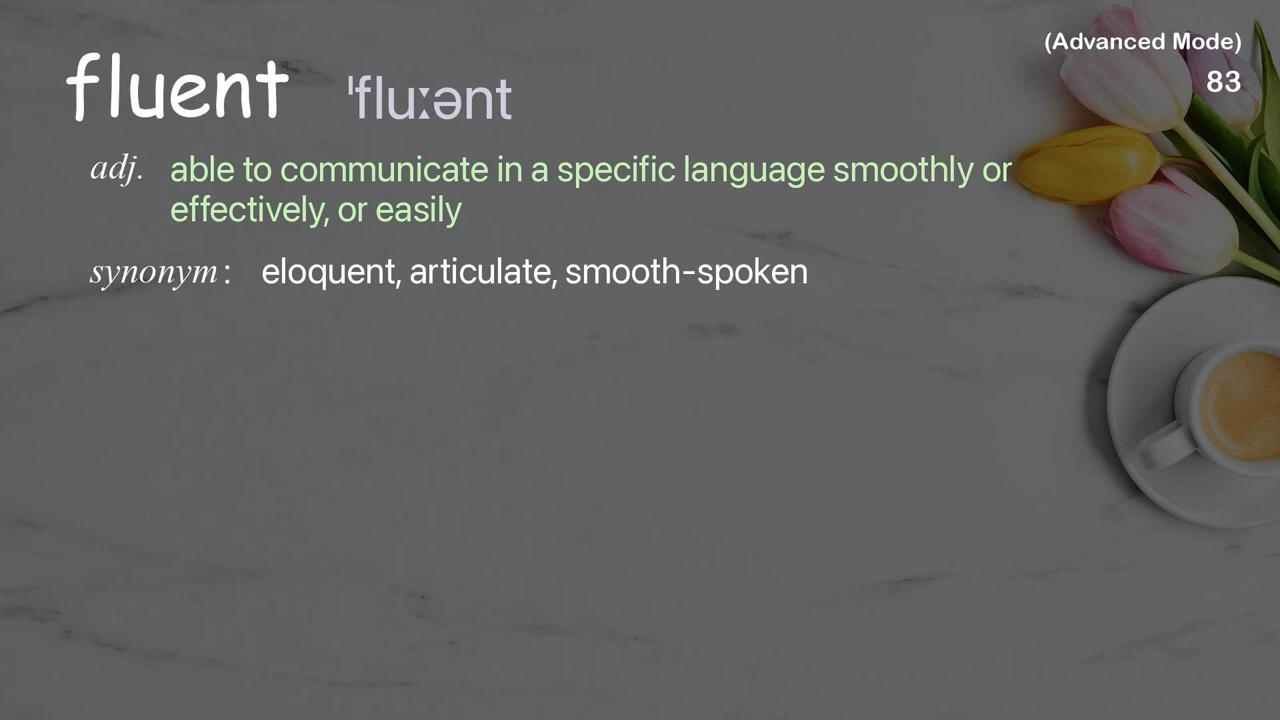 (Advanced Mode)
fluent ˈfluːənt
83
adj. able to communicate in a specific language smoothly or
effectively, or easily
synonym: eloquent, articulate, smooth-spoken